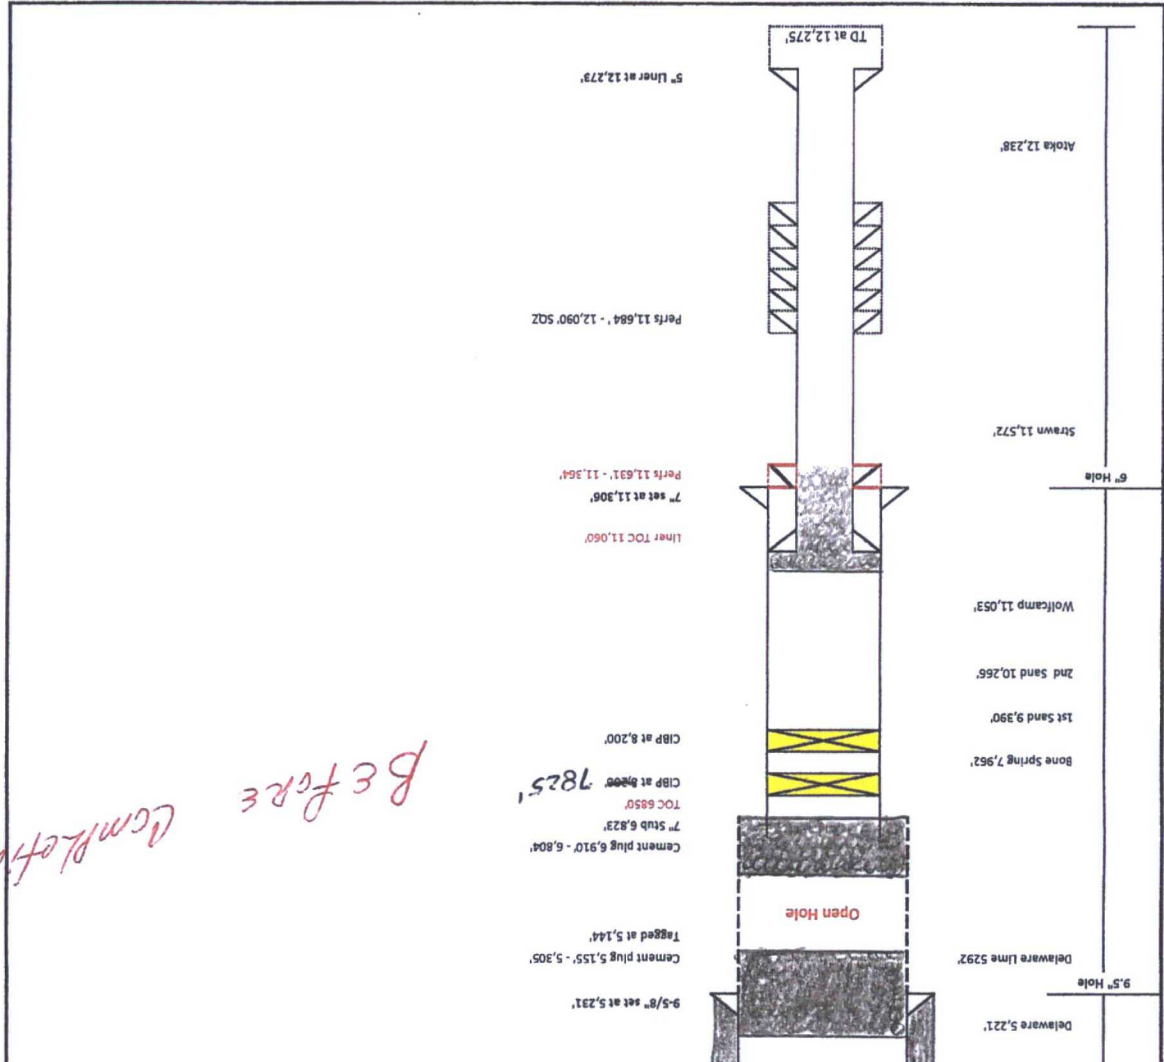 Delaware 5,221'
9.5" Hole
9-5/8" set at 5,231'
Delaware Lime 5292'
Cement plug 5,155' - 5,305'
Tagged at 5,144'
Open Hole
Cement plug 6,910' - 6,804'
7" Stub 6,823'
TOC 6850'
CIBP at 8,200' 7825'
Bone Spring 7,962'
CIBP at 8,200'
1st Sand 9,390'
2nd Sand 10,266'
Wolfcamp 11,053'
Liner TOC 11,060'
7" set at 11,306'
6" Hole
Perfs 11,631' - 11,364'
Strawn 11,572'
Perfs 11,684' - 12,090' SQZ
Atoka 12,238'
5" Liner at 12,273'
TD at 12,275'
BEFORE